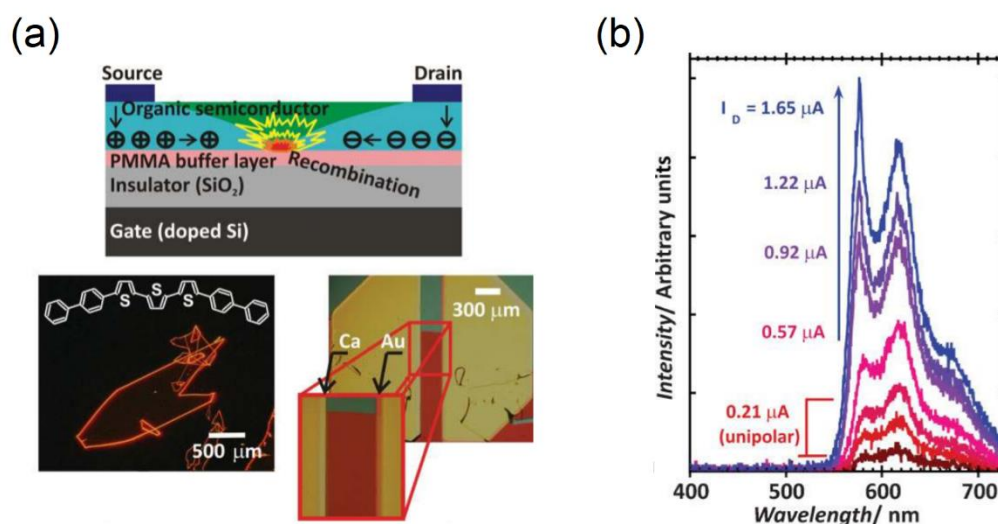 (a)
Source
Drain
Organic semiconductor
PMMA buffer layer
Recombination
Insulator (SiO₂)
Gate (doped Si)
S S S
500 μm
300 μm
Ca Au
(b)
Intensity/ Arbitrary units
I D = 1.65 μA
1.22 μA
0.92 μA
0.57 μA
0.21 μA
(unipolar)
400 500 600 700
Wavelength/ nm